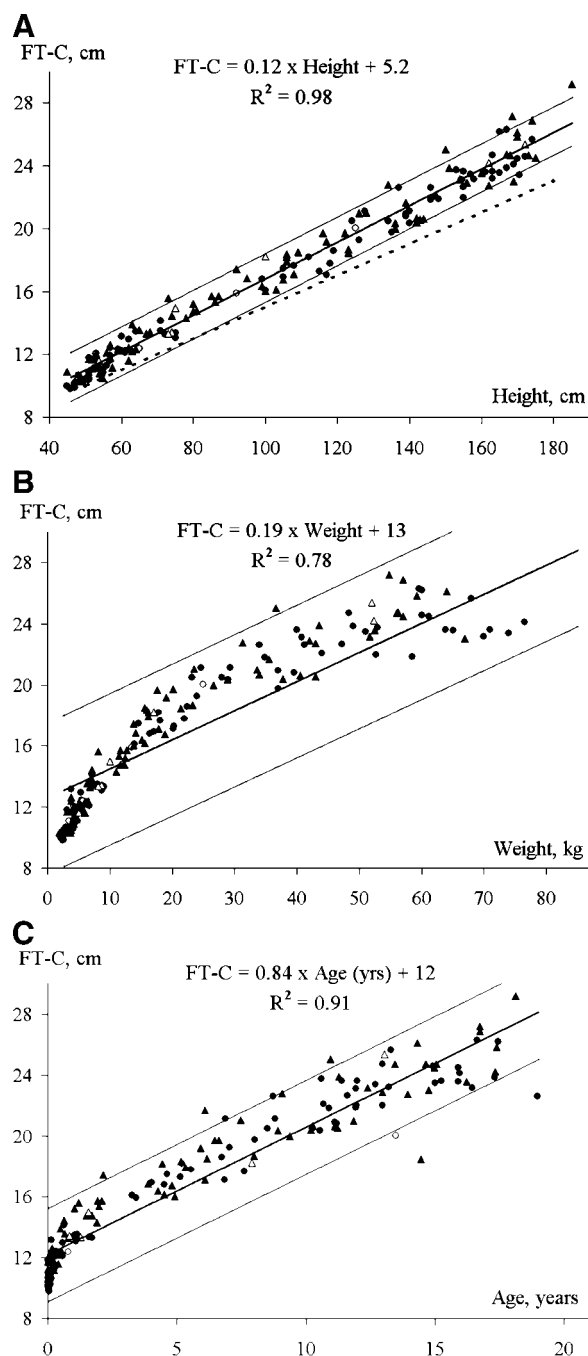 A
FT-C, cm
FT-C = 0.12 x Height + 5.2
R² = 0.98
28
24
20
16
12
8
Height, cm
40 60 80 100 120 140 160 180
B
FT-C, cm
FT-C = 0.19 x Weight + 13
R² = 0.78
28
24
20
16
12
8
Weight, kg
0 10 20 30 40 50 60 70 80
C
FT-C, cm
FT-C = 0.84 x Age (yrs) + 12
R² = 0.91
28
24
20
16
12
8
Age, years
0 5 10 15 20